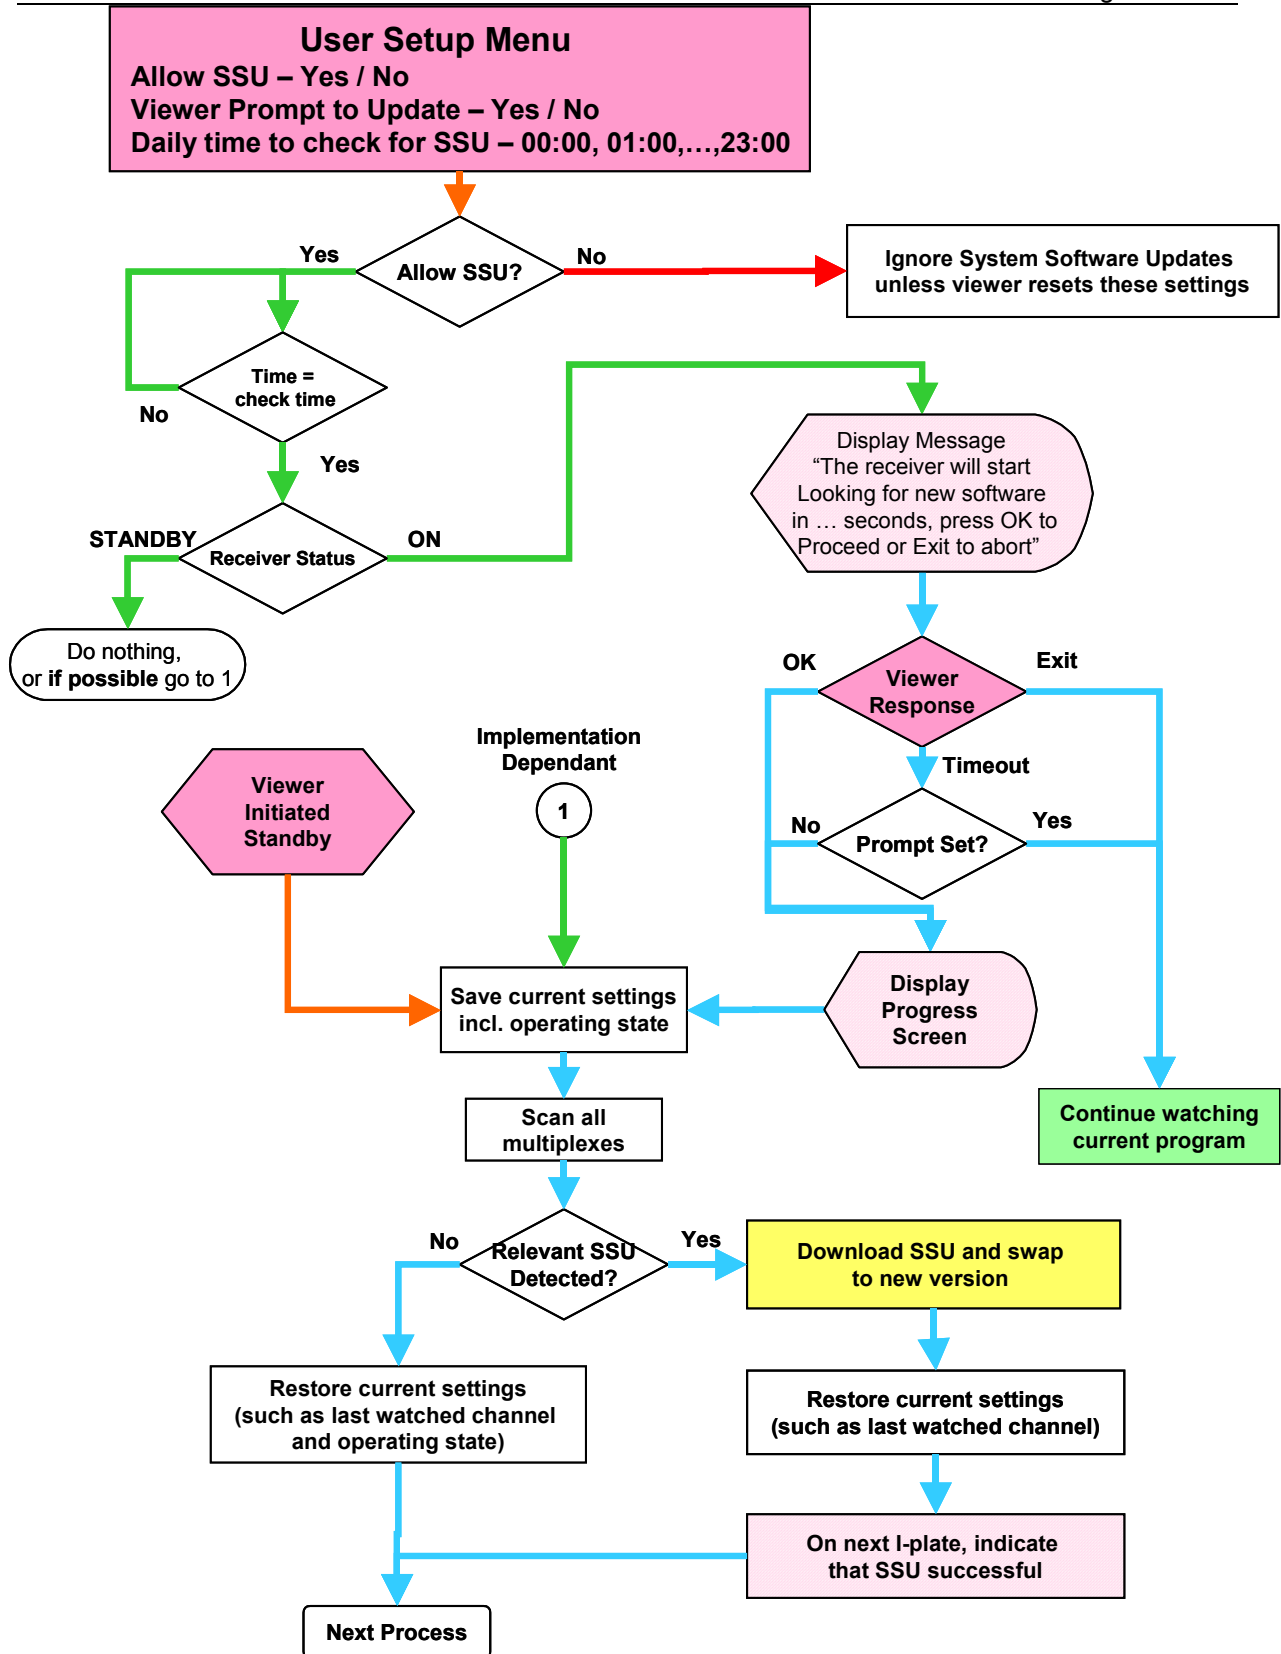 User Setup Menu
Allow SSU – Yes / No
Viewer Prompt to Update – Yes / No
Daily time to check for SSU – 00:00, 01:00,…,23:00
Yes
Allow SSU?
No
Ignore System Software Updates
unless viewer resets these settings
Time =
check time
No
Yes
Display Message
“The receiver will start
Looking for new software
in … seconds, press OK to
Proceed or Exit to abort”
STANDBY
Receiver Status
ON
Do nothing,
or if possible go to 1
OK
Viewer
Response
Exit
Timeout
Implementation
Dependant
1
Viewer
Initiated
Standby
No
Prompt Set?
Yes
Save current settings
incl. operating state
Display
Progress
Screen
Scan all
multiplexes
Continue watching
current program
No
Relevant SSU
Detected?
Yes
Download SSU and swap
to new version
Restore current settings
(such as last watched channel
and operating state)
Restore current settings
(such as last watched channel)
On next I-plate, indicate
that SSU successful
Next Process